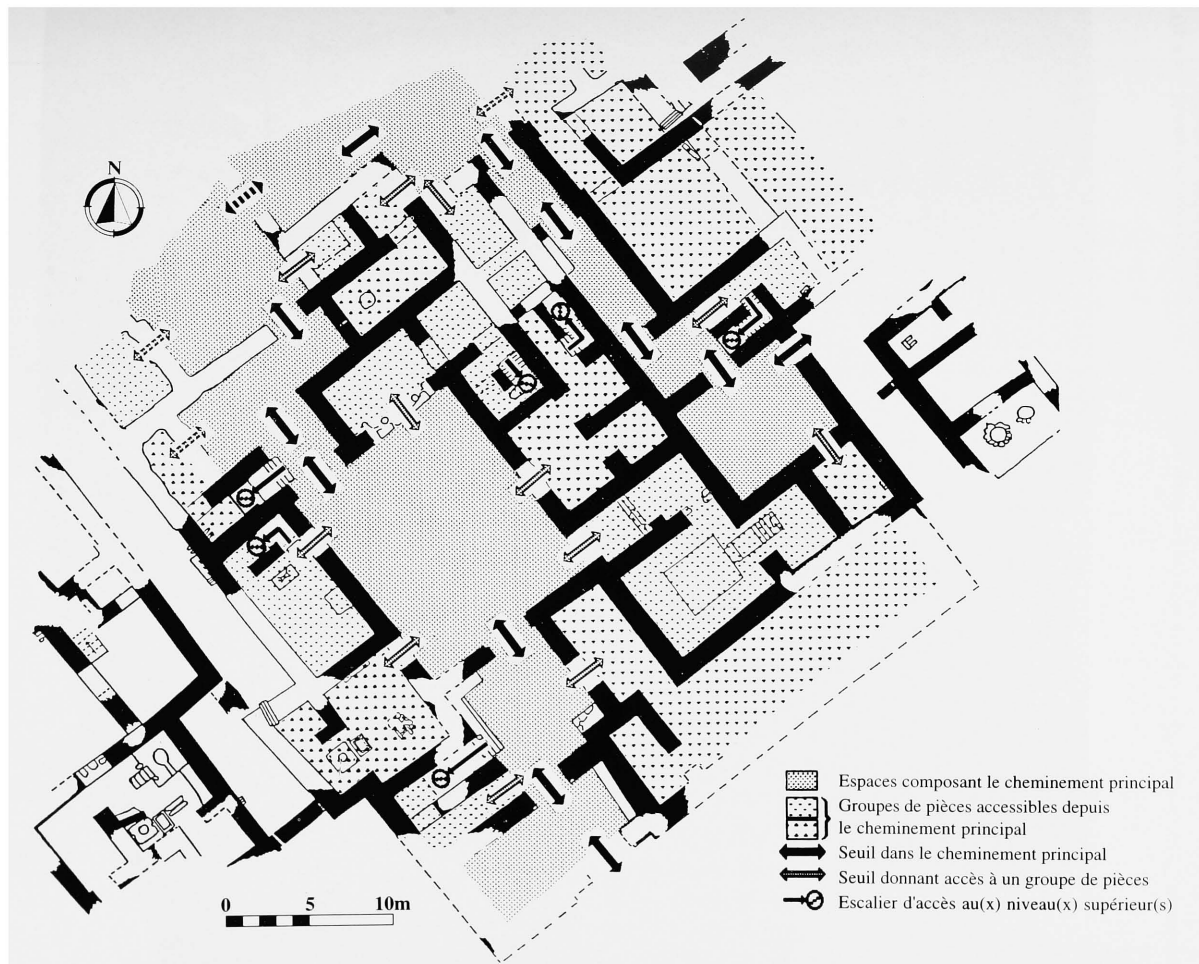 N
Espaces composant le cheminement principal
Groupes de pièces accessibles depuis
le cheminement principal
Seuil dans le cheminement principal
Seuil donnant accès à un groupe de pièces
Escalier d'accès au(x) niveau(x) supérieur(s)
0 5 10m